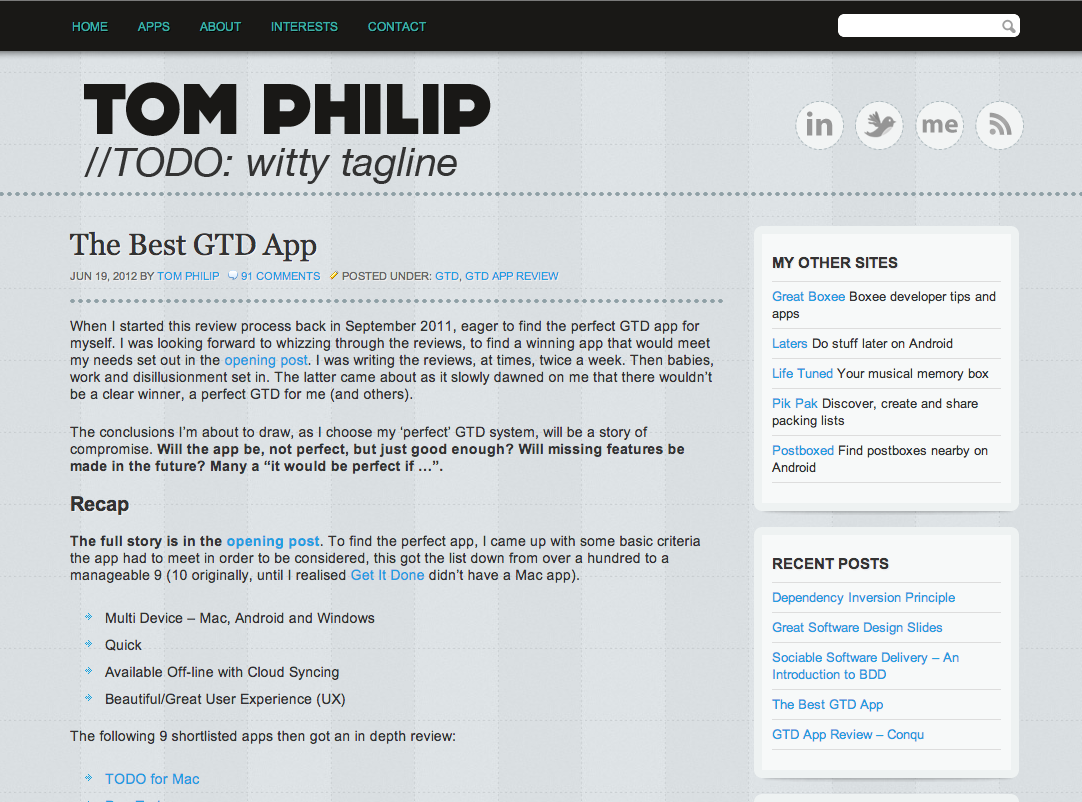 HOME APPS ABOUT INTERESTS CONTACT
TOM PHILIP
//TODO: witty tagline
in me
The Best GTD App
JUN 19, 2012 BY TOM PHILIP 91 COMMENTS POSTED UNDER: GTD, GTD APP REVIEW
When I started this review process back in September 2011, eager to find the perfect GTD app for
myself. I was looking forward to whizzing through the reviews, to find a winning app that would meet
my needs set out in the opening post. I was writing the reviews, at times, twice a week. Then babies,
work and disillusionment set in. The latter came about as it slowly dawned on me that there wouldn't
be a clear winner, a perfect GTD for me (and others).
The conclusions I'm about to draw, as I choose my 'perfect' GTD system, will be a story of
compromise. Will the app be, not perfect, but just good enough? Will missing features be
made in the future? Many a “it would be perfect if …”.
Recap
The full story is in the opening post. To find the perfect app, I came up with some basic criteria
the app had to meet in order to be considered, this got the list down from over a hundred to a
manageable 9 (10 originally, until I realised Get It Done didn't have a Mac app).
Multi Device – Mac, Android and Windows
Quick
Available Off-line with Cloud Syncing
Beautiful/Great User Experience (UX)
The following 9 shortlisted apps then got an in depth review:
TODO for Mac
MY OTHER SITES
Great Boxee Boxee developer tips and
apps
Laters Do stuff later on Android
Life Tuned Your musical memory box
Pik Pak Discover, create and share
packing lists
Postboxed Find postboxes nearby on
Android
RECENT POSTS
Dependency Inversion Principle
Great Software Design Slides
Sociable Software Delivery – An
Introduction to BDD
The Best GTD App
GTD App Review – Conqu